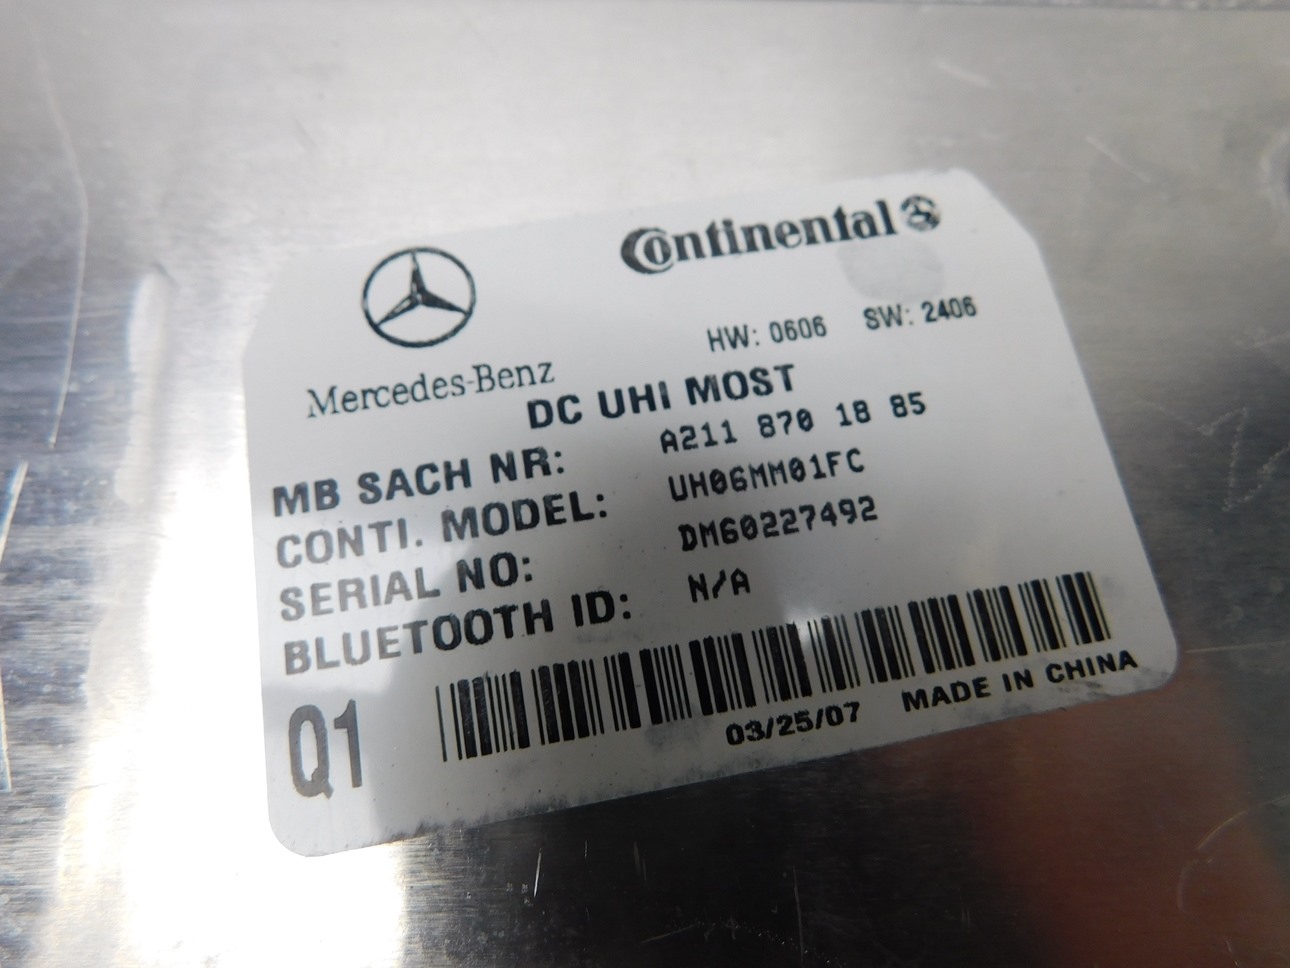 Continental
Mercedes-Benz
HW: 0606 SW: 2406
DC UHI MOST
MB SACH NR: A211 870 18 85
CONTI. MODEL: UH06MM01FC
SERIAL NO: DM60227492
BLUETOOTH ID: N/A
Q1
03/25/07 MADE IN CHINA